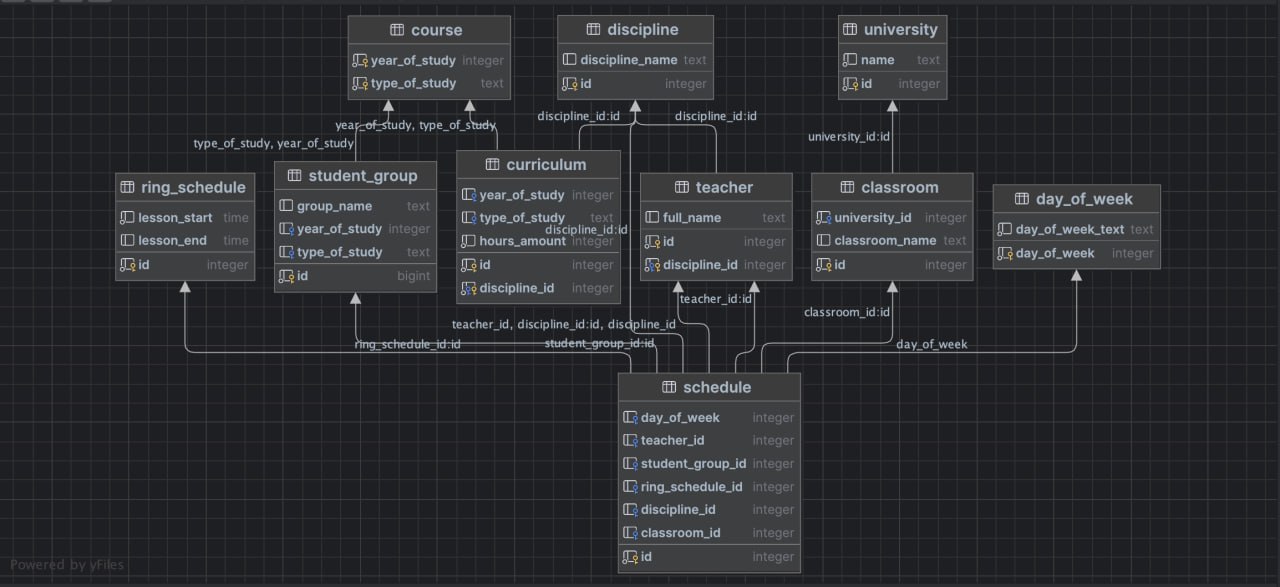 course
year_of_study integer
type_of_study text
discipline
discipline_name text
id integer
university
name text
id integer
year_of_study, type_of_study
type_of_study, year_of_study
discipline_id:id
discipline_id:id
university_id:id
ring_schedule
lesson_start time
lesson_end time
id integer
student_group
group_name text
year_of_study integer
type_of_study text
id bigint
curriculum
year_of_study integer
type_of_study text
hours_amount integer
id integer
discipline_id integer
discipline_id:id
teacher
full_name text
id integer
discipline_id integer
classroom
university_id integer
classroom_name text
id integer
day_of_week
day_of_week_text text
day_of_week integer
teacher_id:id
classroom_id:id
teacher_id, discipline_id:id, discipline_id
ring_schedule_id:id
student_group_id:id
day_of_week
schedule
day_of_week integer
teacher_id integer
student_group_id integer
ring_schedule_id integer
discipline_id integer
classroom_id integer
id integer
Powered by yFiles